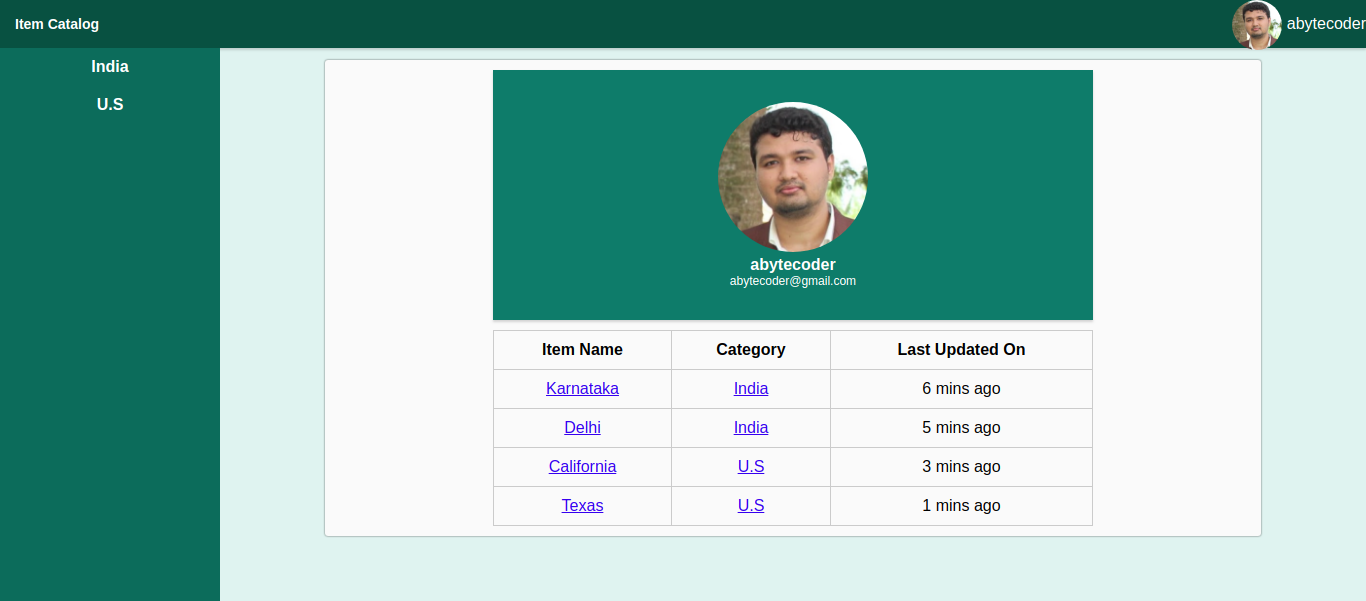 Item Catalog
abytecoder
India
U.S
abytecoder
abytecoder@gmail.com
Item Name Category Last Updated On
Karnataka India 6 mins ago
Delhi India 5 mins ago
California U.S 3 mins ago
Texas U.S 1 mins ago